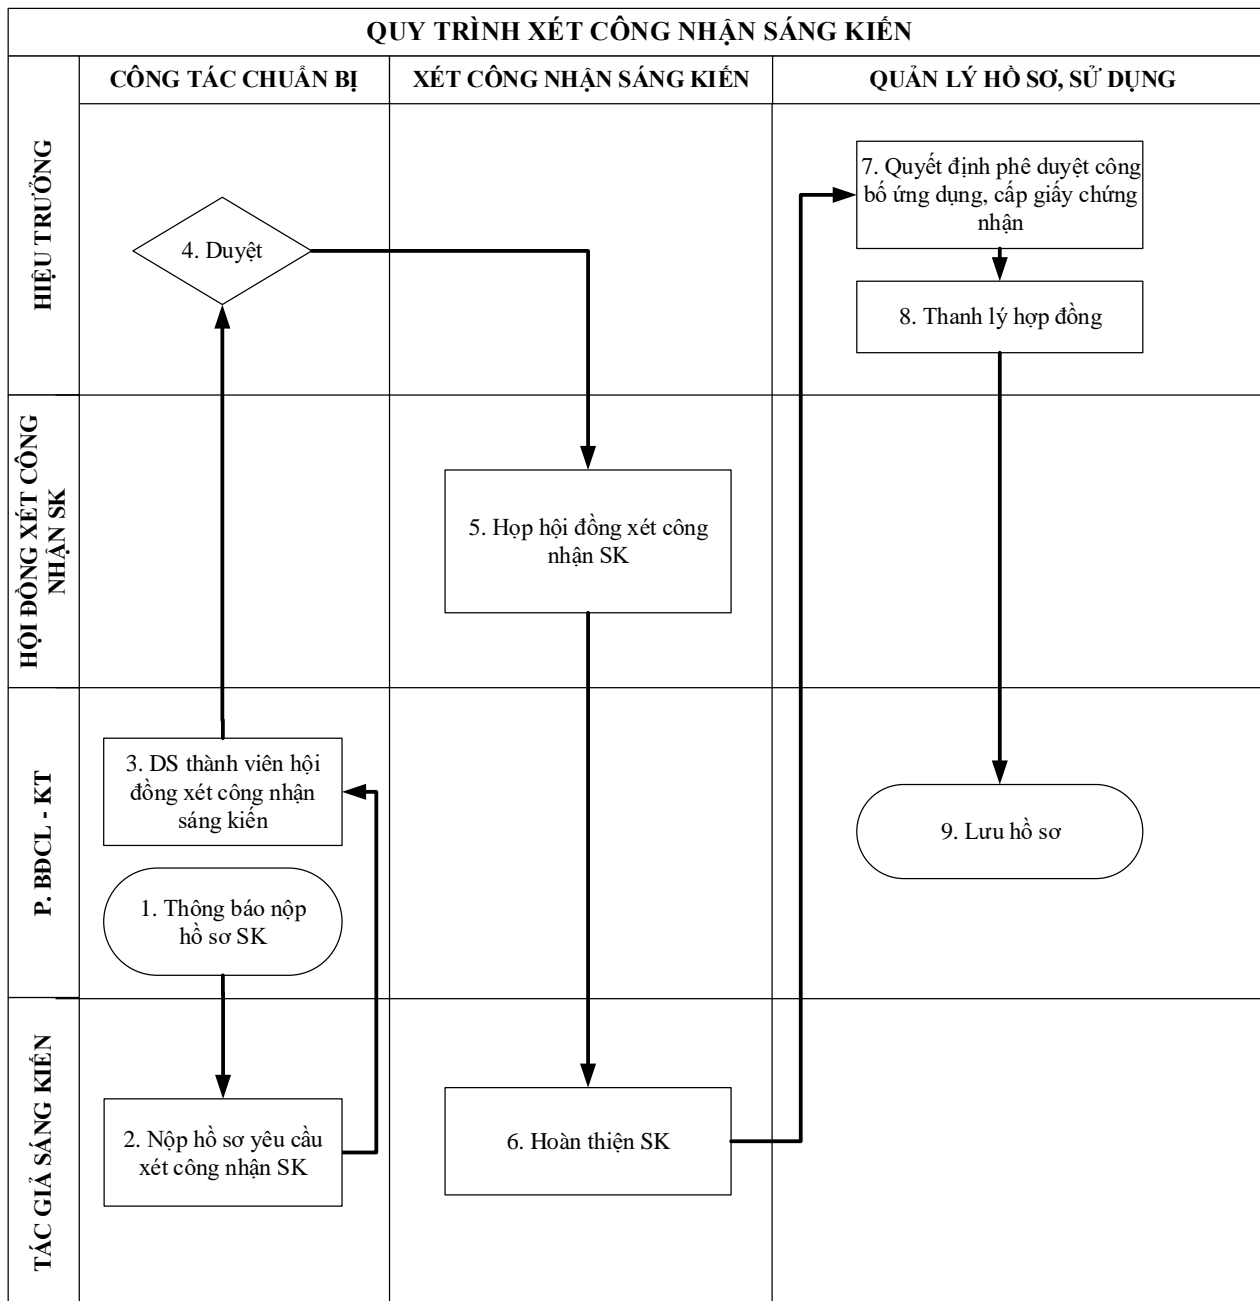 QUY TRÌNH XÉT CÔNG NHẬN SÁNG KIẾN
CÔNG TÁC CHUẨN BỊ
XÉT CÔNG NHẬN SÁNG KIẾN
QUẢN LÝ HỒ SƠ, SỬ DỤNG
HIỆU TRƯỞNG
4. Duyệt
7. Quyết định phê duyệt công
bố ứng dụng, cấp giấy chứng
nhận
8. Thanh lý hợp đồng
HỘI ĐỒNG XÉT CÔNG
NHẬN SK
5. Họp hội đồng xét công
nhận SK
P. BĐCL - KT
3. DS thành viên hội
đồng xét công nhận
sáng kiến
1. Thông báo nộp
hồ sơ SK
9. Lưu hồ sơ
TÁC GIẢ SÁNG KIẾN
2. Nộp hồ sơ yêu cầu
xét công nhận SK
6. Hoàn thiện SK